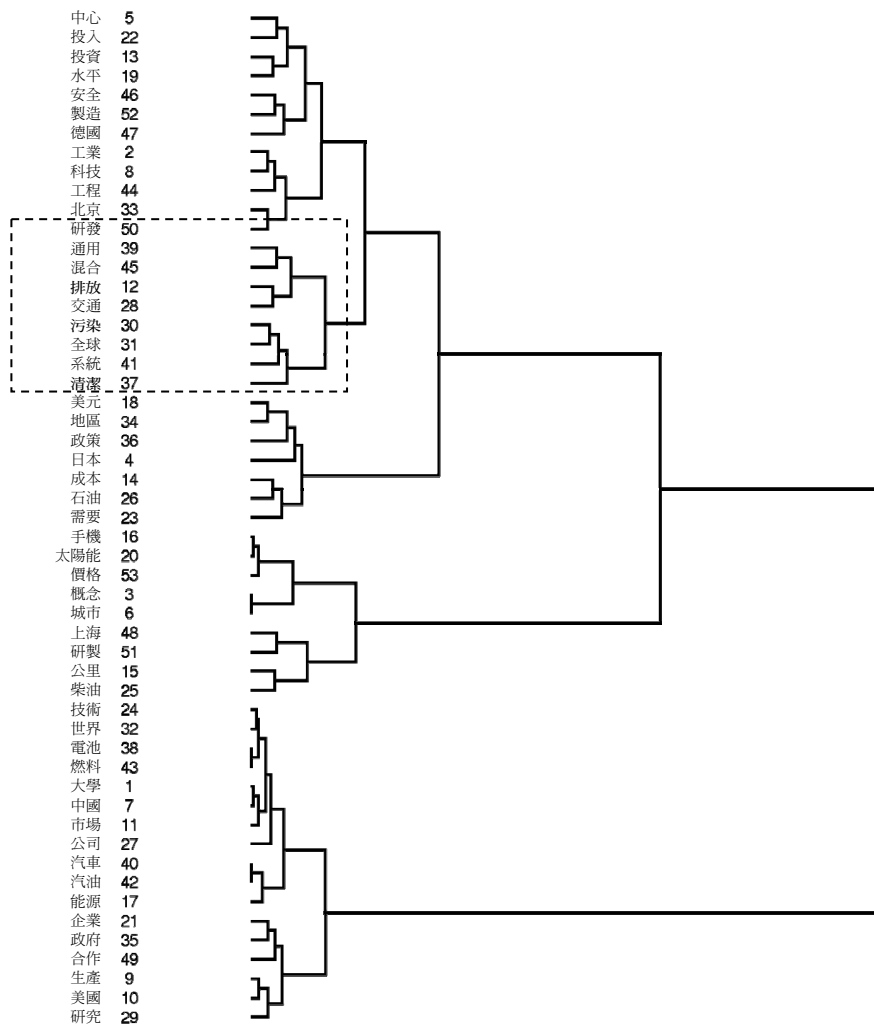 中心 5
投入 22
投資 13
水平 19
安全 46
製造 52
德國 47
工業 2
科技 8
工程 44
北京 33
研發 50
通用 39
混合 45
排放 12
交通 28
污染 30
全球 31
系統 41
清潔 37
美元 18
地區 34
政策 36
日本 4
成本 14
石油 26
需要 23
手機 16
太陽能 20
價格 53
概念 3
城市 6
上海 48
研製 51
公里 15
柴油 25
技術 24
世界 32
電池 38
燃料 43
大學 1
中國 7
市場 11
公司 27
汽車 40
汽油 42
能源 17
企業 21
政府 35
合作 49
生產 9
美國 10
研究 29